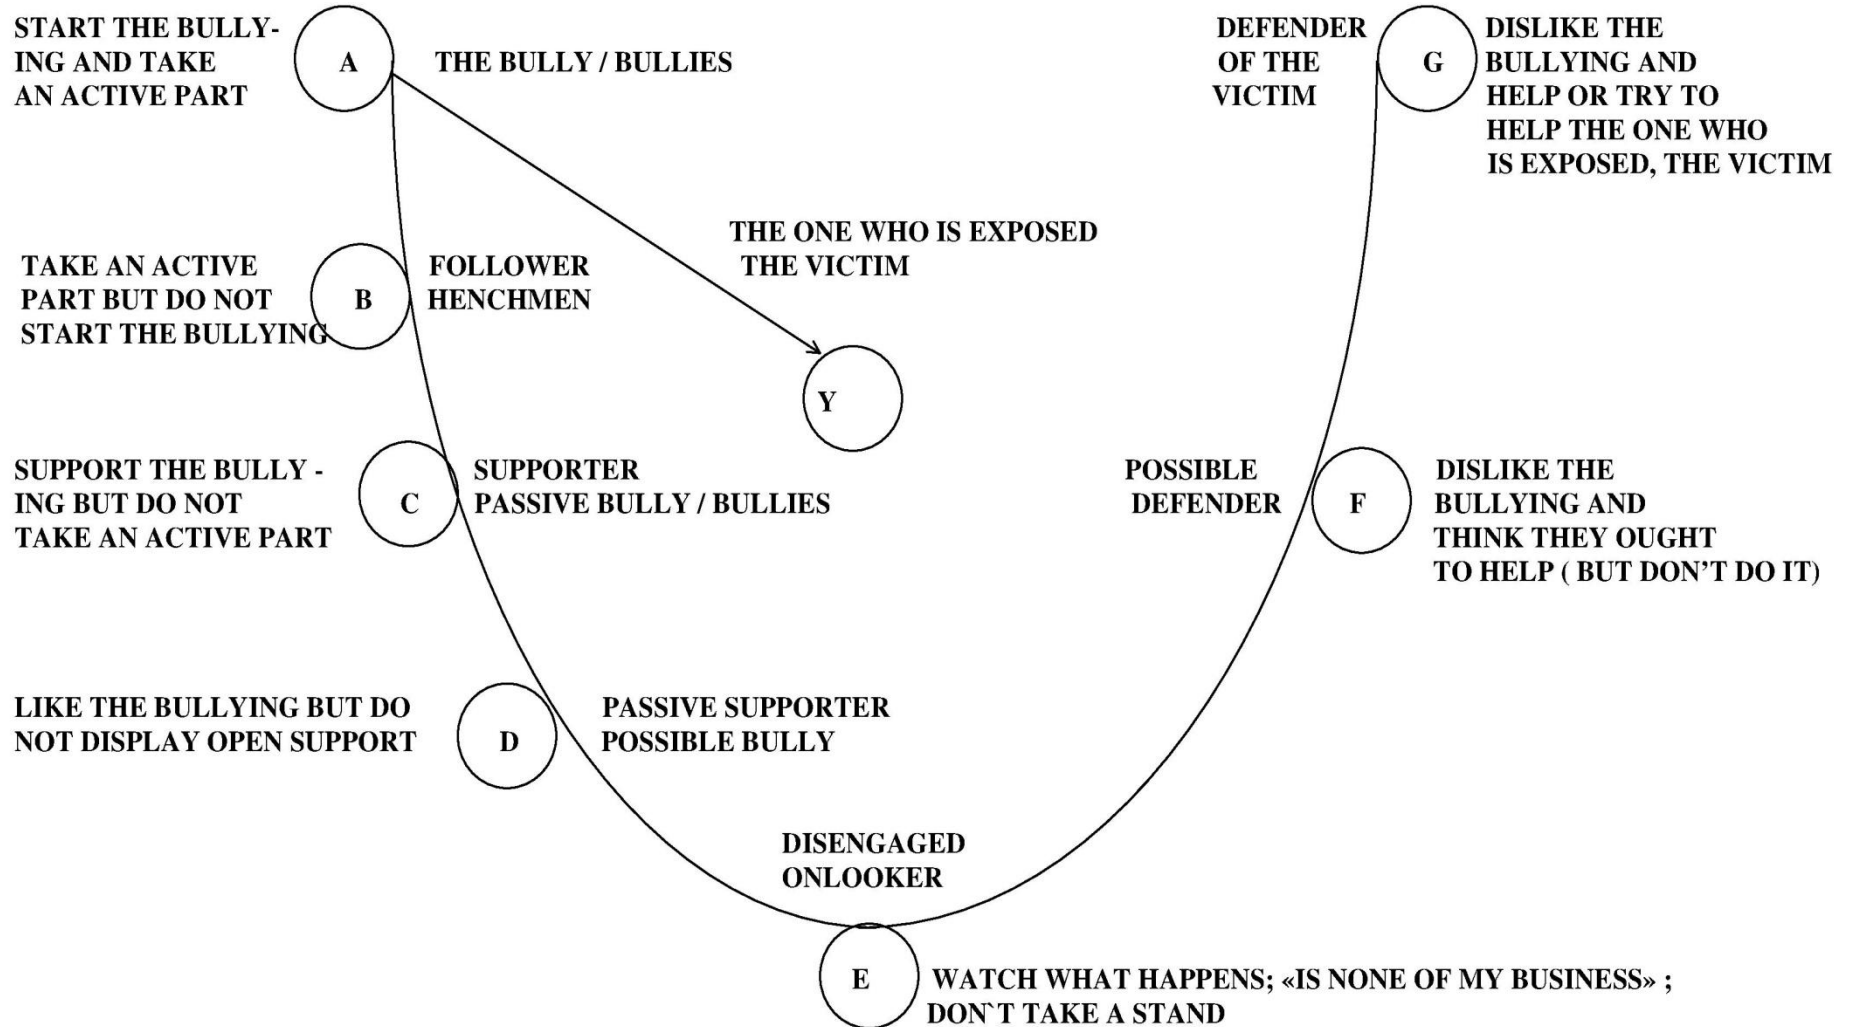 START THE BULLY-
ING AND TAKE
AN ACTIVE PART
A
THE BULLY / BULLIES
DEFENDER
OF THE
VICTIM
G
DISLIKE THE
BULLYING AND
HELP OR TRY TO
HELP THE ONE WHO
IS EXPOSED, THE VICTIM
THE ONE WHO IS EXPOSED
THE VICTIM
Y
TAKE AN ACTIVE
PART BUT DO NOT
START THE BULLYING
B
FOLLOWER
HENCHMEN
SUPPORT THE BULLY -
ING BUT DO NOT
TAKE AN ACTIVE PART
C
SUPPORTER
PASSIVE BULLY / BULLIES
POSSIBLE
DEFENDER
F
DISLIKE THE
BULLYING AND
THINK THEY OUGHT
TO HELP ( BUT DON’T DO IT)
LIKE THE BULLYING BUT DO
NOT DISPLAY OPEN SUPPORT
D
PASSIVE SUPPORTER
POSSIBLE BULLY
DISENGAGED
ONLOOKER
E
WATCH WHAT HAPPENS; «IS NONE OF MY BUSINESS» ;
DON`T TAKE A STAND